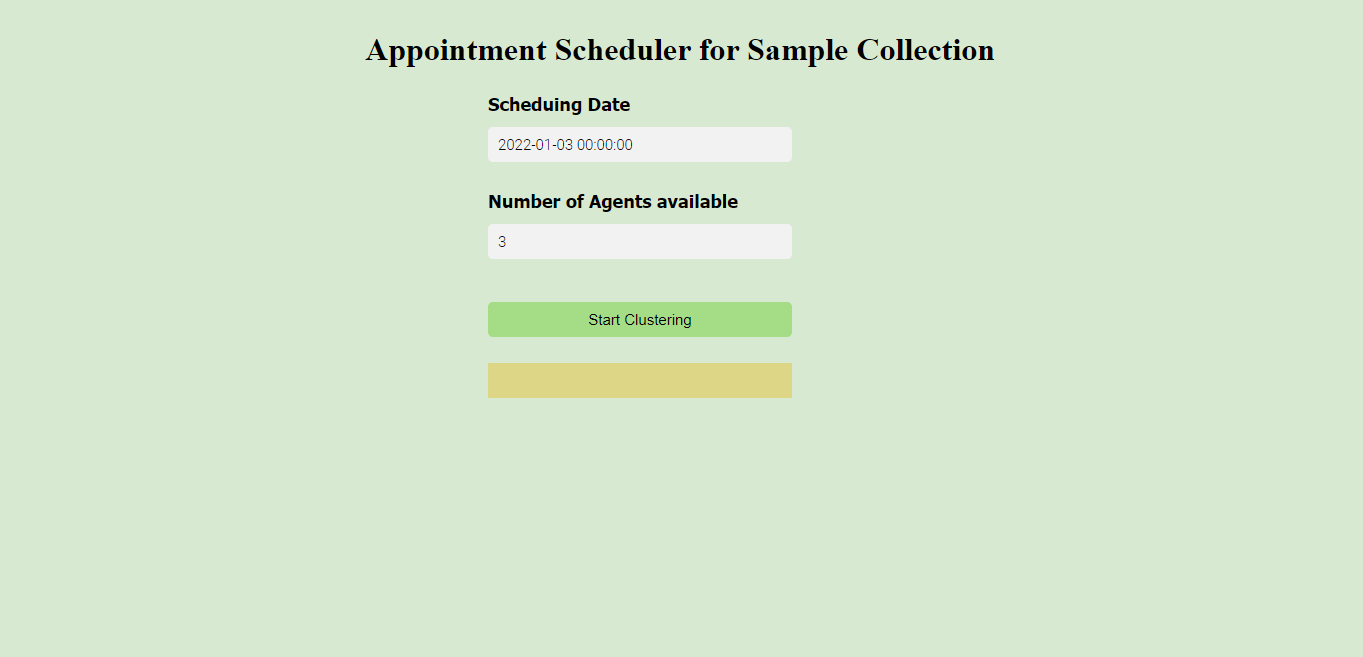 Appointment Scheduler for Sample Collection
Scheduing Date
2022-01-03 00:00:00
Number of Agents available
3
Start Clustering